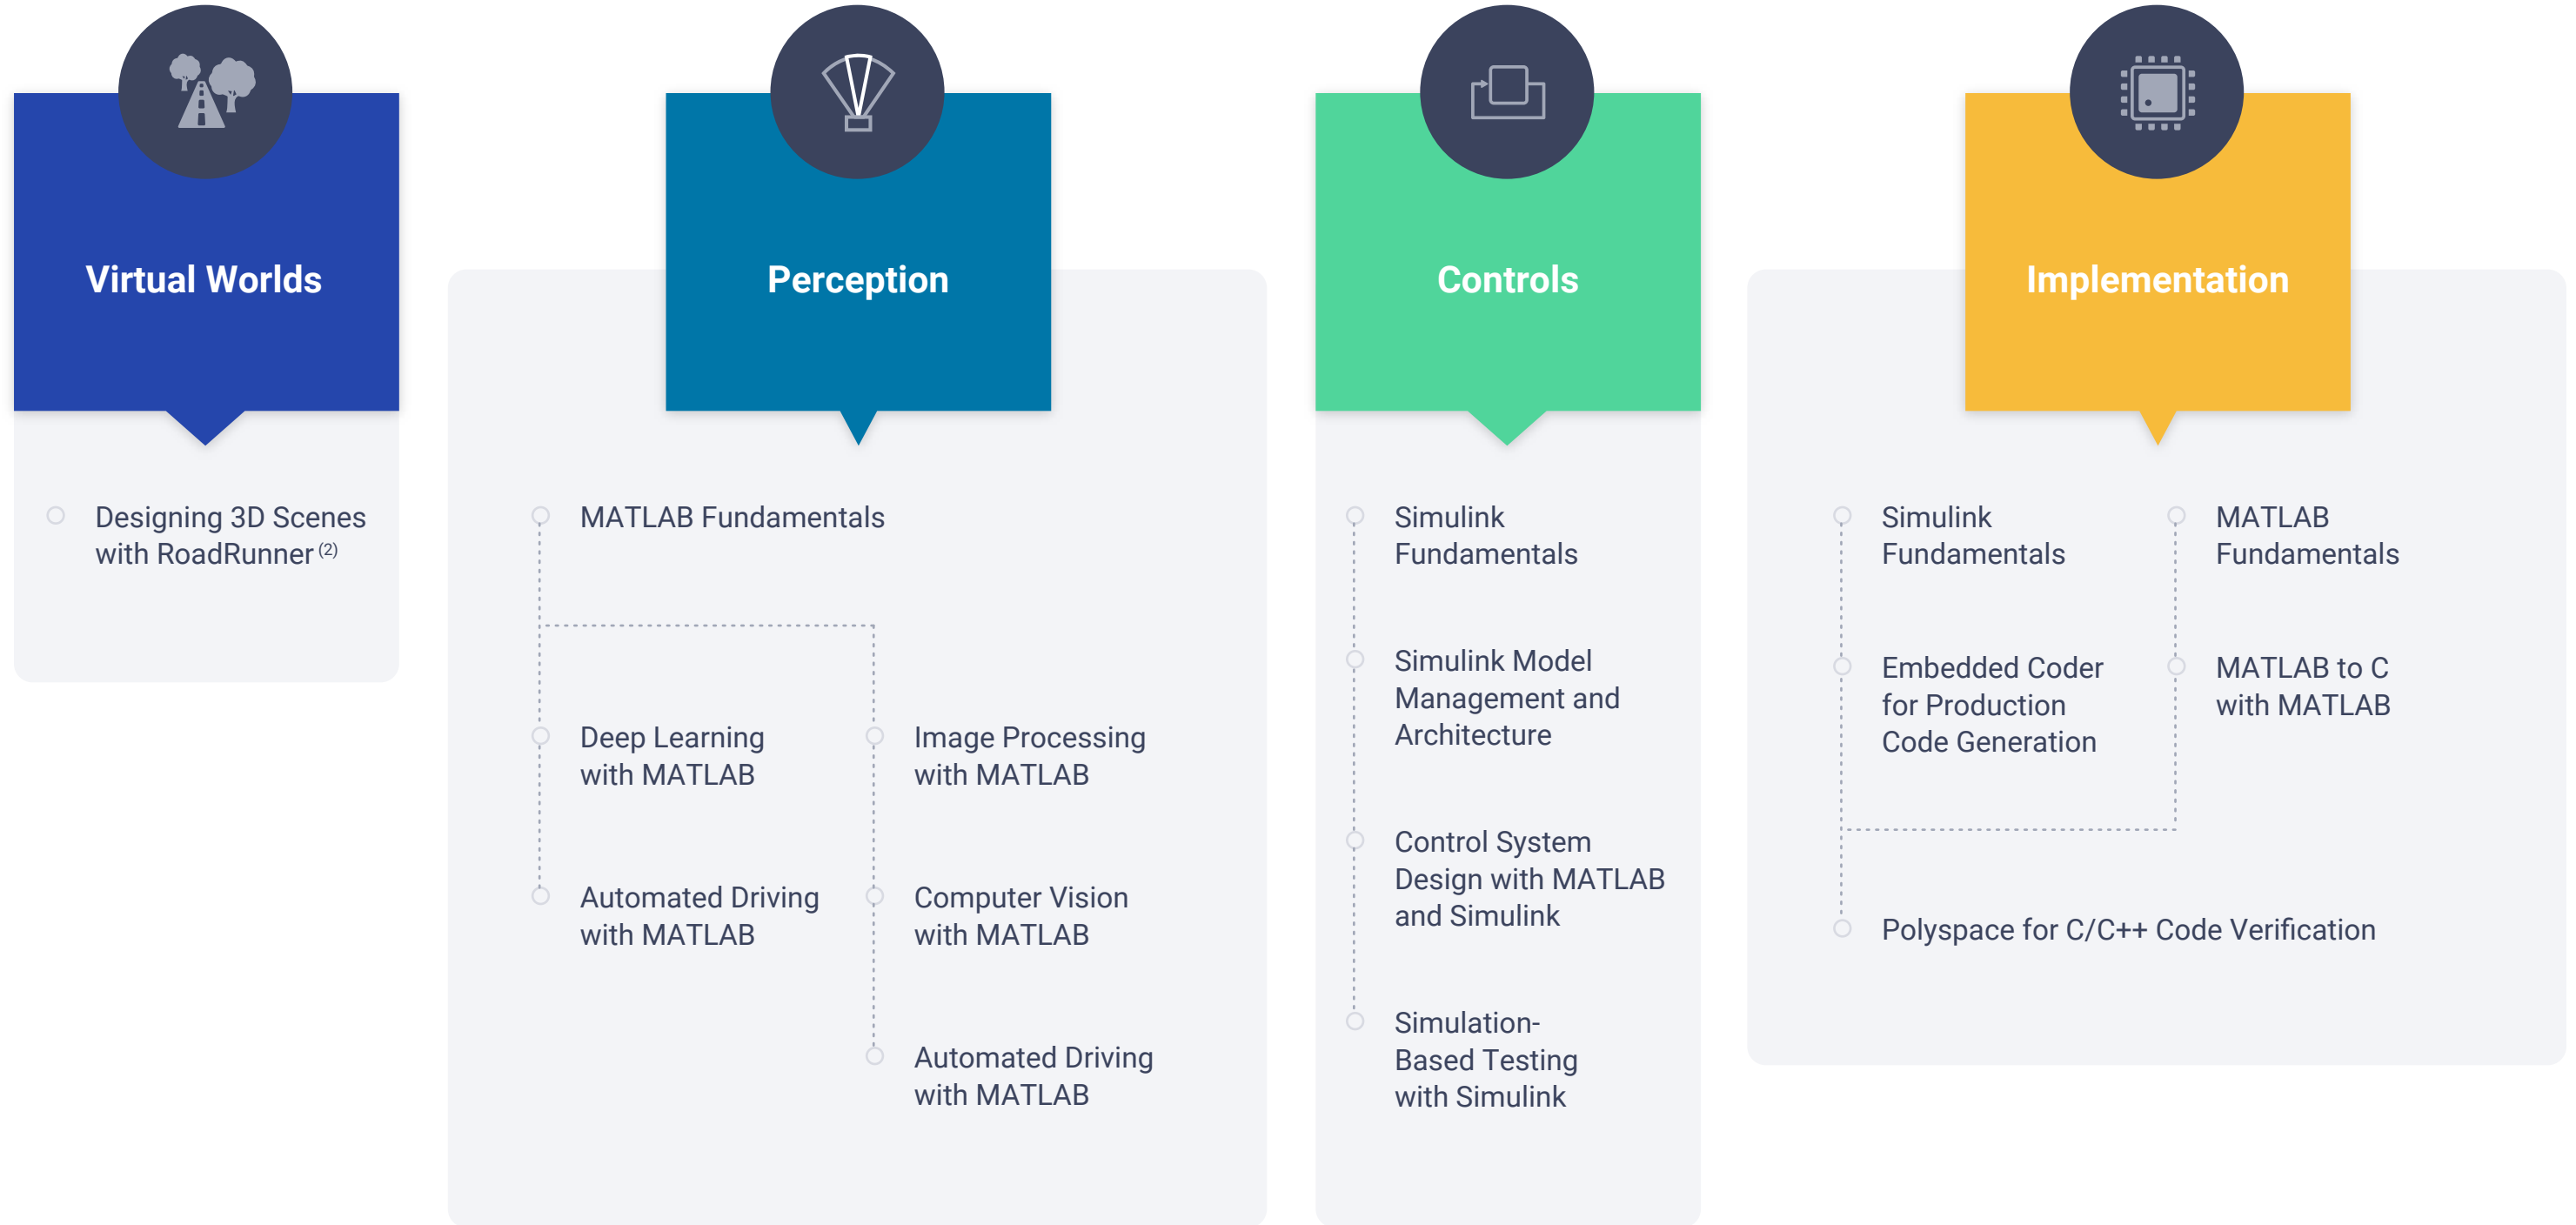 Virtual Worlds
Designing 3D Scenes
with RoadRunner (2)
Perception
MATLAB Fundamentals
Deep Learning
with MATLAB
Automated Driving
with MATLAB
Image Processing
with MATLAB
Computer Vision
with MATLAB
Automated Driving
with MATLAB
Controls
Simulink
Fundamentals
Simulink Model
Management and
Architecture
Control System
Design with MATLAB
and Simulink
Simulation-
Based Testing
with Simulink
Implementation
Simulink
Fundamentals
Embedded Coder
for Production
Code Generation
MATLAB
Fundamentals
MATLAB to C
with MATLAB
Polyspace for C/C++ Code Verification